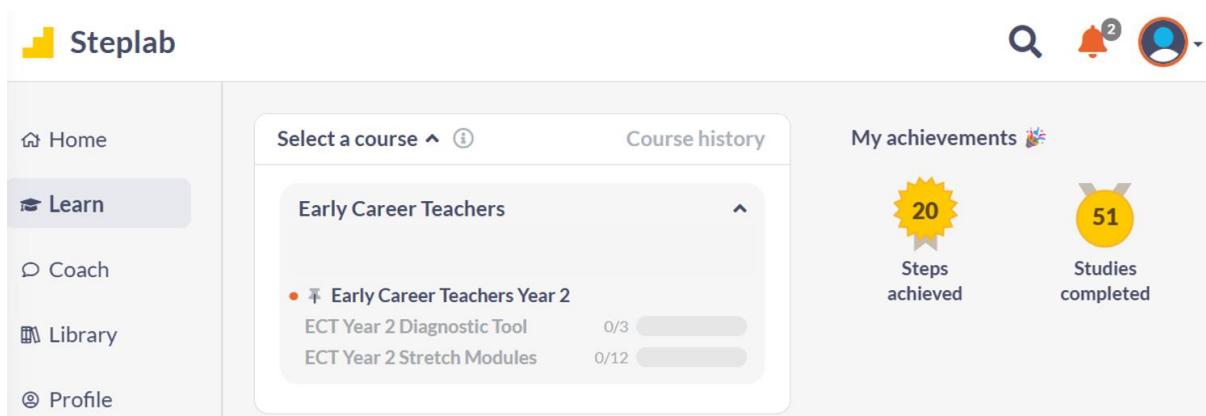 Steplab
2
Home
Learn
Coach
Library
Profile
Select a course
Course history
Early Career Teachers
Early Career Teachers Year 2
ECT Year 2 Diagnostic Tool 0/3
ECT Year 2 Stretch Modules 0/12
My achievements 🎉
20
Steps
achieved
51
Studies
completed